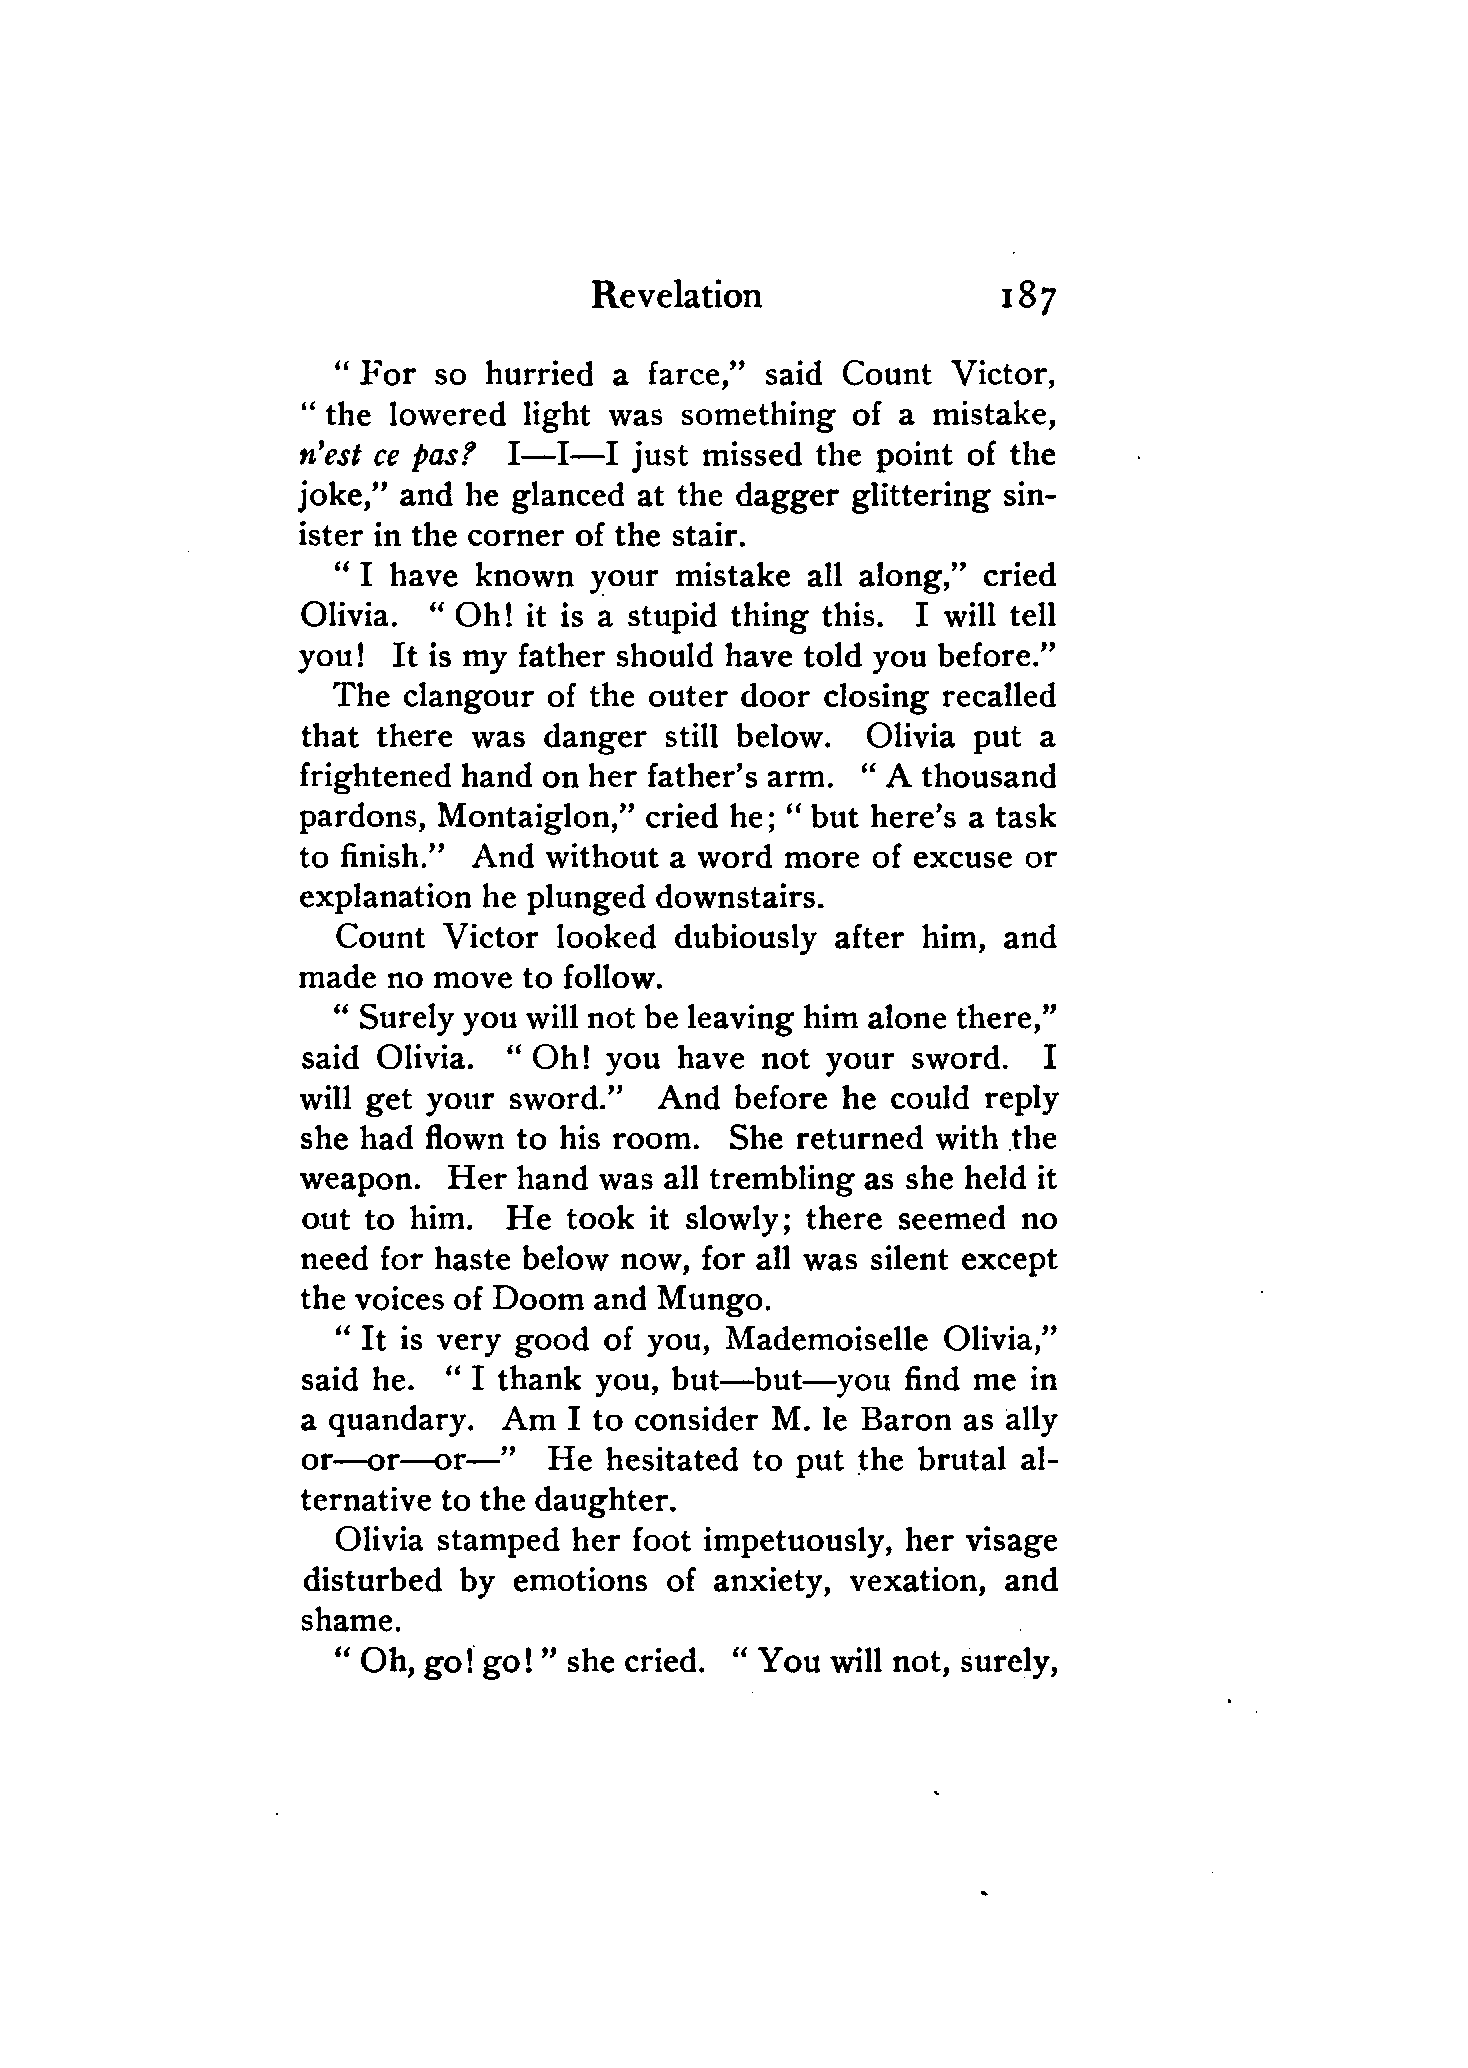 Revelation 187
" For so hurried a farce," said Count Victor,
" the lowered light was something of a mistake,
n'est ce pas? I—I—I just missed the point of the
joke," and he glanced at the dagger glittering sin-
ister in the corner of the stair.
" I have known your mistake all along," cried
Olivia. " Oh! it is a stupid thing this. I will tell
you! It is my father should have told you before."
The clangour of the outer door closing recalled
that there was danger still below. Olivia put a
frightened hand on her father's arm. " A thousand
pardons, Montaiglon," cried he; " but here's a task
to finish." And without a word more of excuse or
explanation he plunged downstairs.
Count Victor looked dubiously after him, and
made no move to follow.
" Surely you will not be leaving him alone there,"
said Olivia. " Oh! you have not your sword. I
will get your sword." And before he could reply
she had flown to his room. She returned with the
weapon. Her hand was all trembling as she held it
out to him. He took it slowly; there seemed no
need for haste below now, for all was silent except
the voices of Doom and Mungo.
" It is very good of you, Mademoiselle Olivia,"
said he. " I thank you, but—but—you find me in
a quandary. Am I to consider M. le Baron as ally
or—or—or—" He hesitated to put the brutal al-
ternative to the daughter.
Olivia stamped her foot impetuously, her visage
disturbed by emotions of anxiety, vexation, and
shame.
" Oh, go! go! " she cried. " You will not, surely,